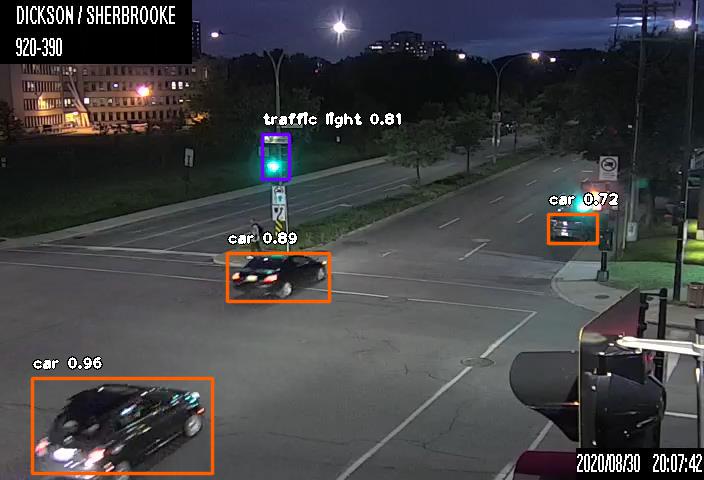 DICKSON / SHERBROOKE
920-390
traffic light 0.81
car 0.72
car 0.89
car 0.96
2020/08/30 20:07:42